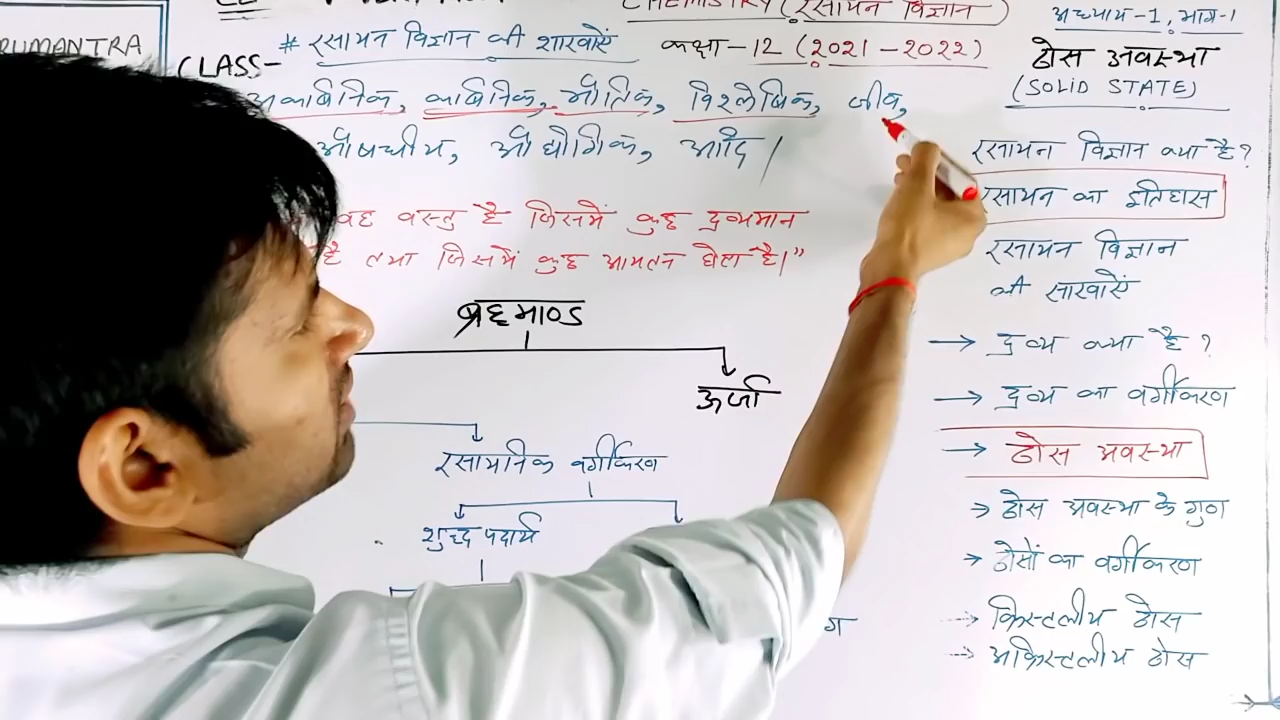 CHEMISTRY (रसायन विज्ञान)
RUMANTRA
CLASS-
# रसायन विज्ञान की शाखाएें
कक्षा-12 (2021-2022)
अकार्बनिक, कार्बनिक, भौतिक, विश्लेषिक, जीव,
औषधीय, औद्योगिक, आदि।
वह वस्तु है जिसमें कुछ द्रव्यमान
है तथा जिसमें कुछ आयतन होता है।”
ब्रह्माण्ड
ऊर्जा
रसायनिक वर्गीकरण
शुद्ध पदार्थ
ग
अध्याय-1, भाग-1
ठोस अवस्था
(SOLID STATE)
रसायन विज्ञान क्या है?
रसायन का इतिहास
रसायन विज्ञान
की साखाएें
→ द्रव्य क्या है?
→ द्रव्य का वर्गीकरण
→ ठोस अवस्था
→ ठोस अवस्था के गुण
→ ठोसों का वर्गीकरण
→ क्रिस्टलीय ठोस
→ अक्रिस्टलीय ठोस